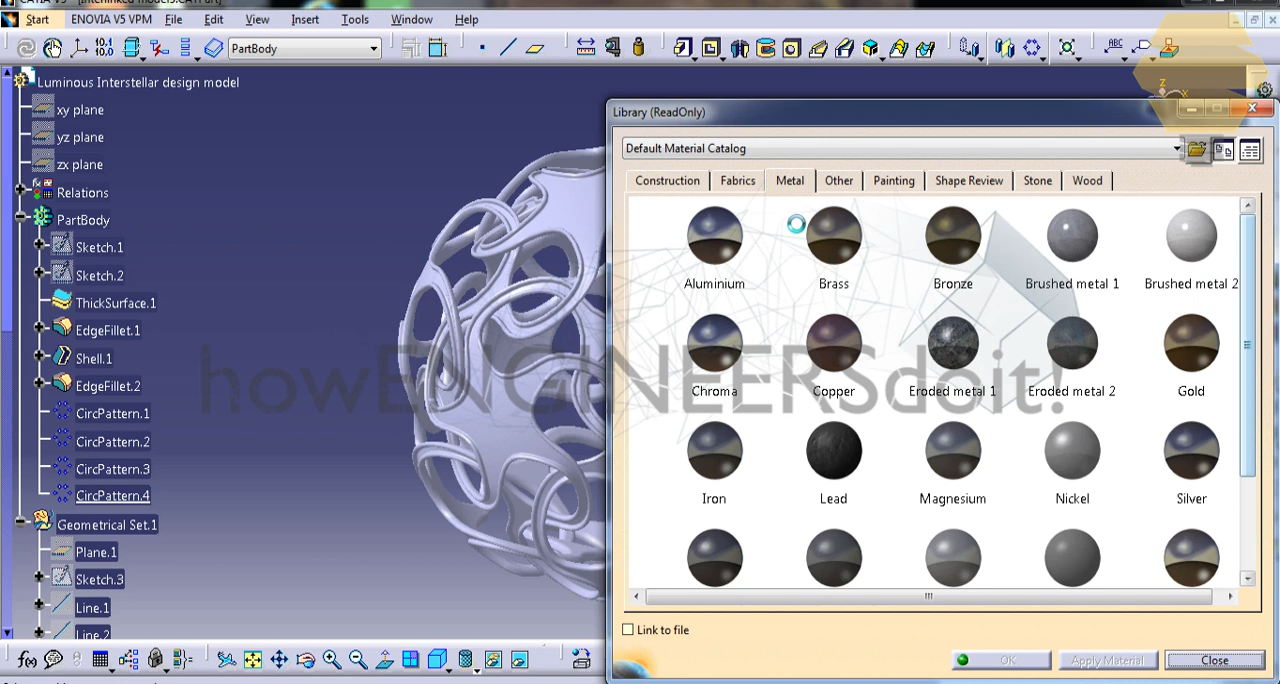 Start ENOVIA V5 VPM File Edit View Insert Tools Window Help
PartBody
ABC
Luminous Interstellar design model
xy plane
yz plane
zx plane
Relations
PartBody
Sketch.1
Sketch.2
ThickSurface.1
EdgeFillet.1
Shell.1
EdgeFillet.2
CircPattern.1
CircPattern.2
CircPattern.3
CircPattern.4
Geometrical Set.1
Plane.1
Sketch.3
Line.1
Line.2
Library (ReadOnly)
Default Material Catalog
Construction Fabrics Metal Other Painting Shape Review Stone Wood
Aluminium Brass Bronze Brushed metal 1 Brushed metal 2
Chroma Copper Eroded metal 1 Eroded metal 2 Gold
Iron Lead Magnesium Nickel Silver
Link to file
OK Apply Material Close
howENGINEERSdoit!